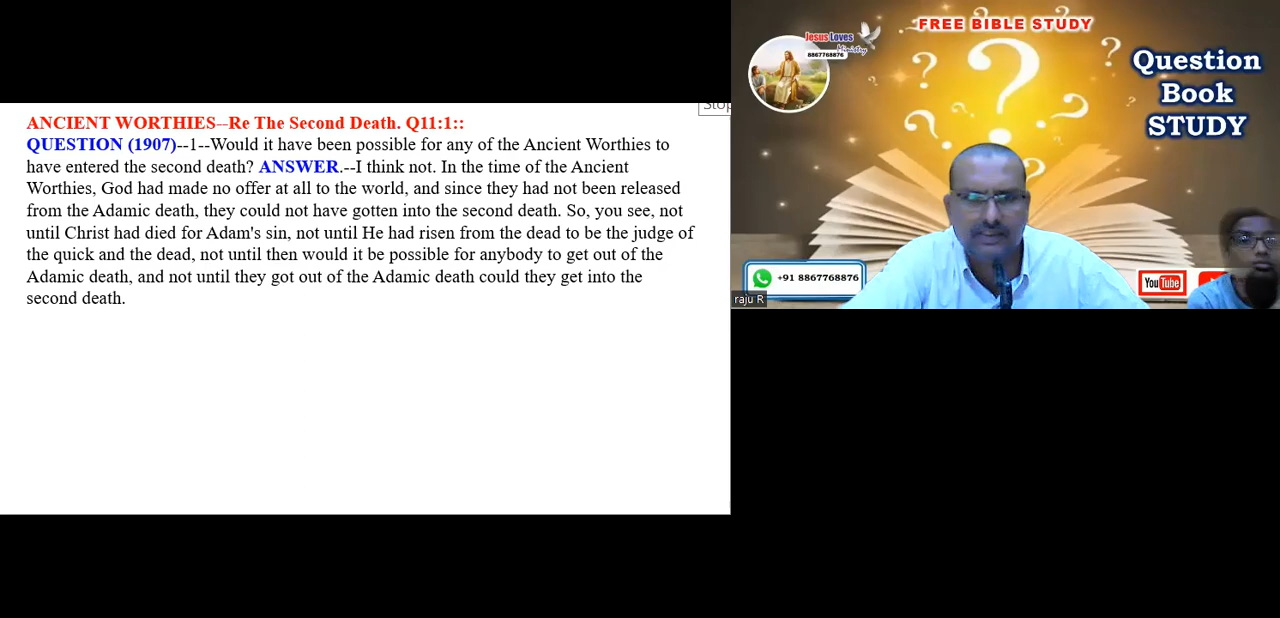 ANCIENT WORTHIES--Re The Second Death. Q11:1::
QUESTION (1907)--1--Would it have been possible for any of the Ancient Worthies to
have entered the second death? ANSWER.--I think not. In the time of the Ancient
Worthies, God had made no offer at all to the world, and since they had not been released
from the Adamic death, they could not have gotten into the second death. So, you see, not
until Christ had died for Adam's sin, not until He had risen from the dead to be the judge of
the quick and the dead, not until then would it be possible for anybody to get out of the
Adamic death, and not until they got out of the Adamic death could they get into the
second death.
Stop
FREE BIBLE STUDY
Jesus Loves
Ministry
8867768876
Question
Book
STUDY
+91 8867768876
YouTube
raju R